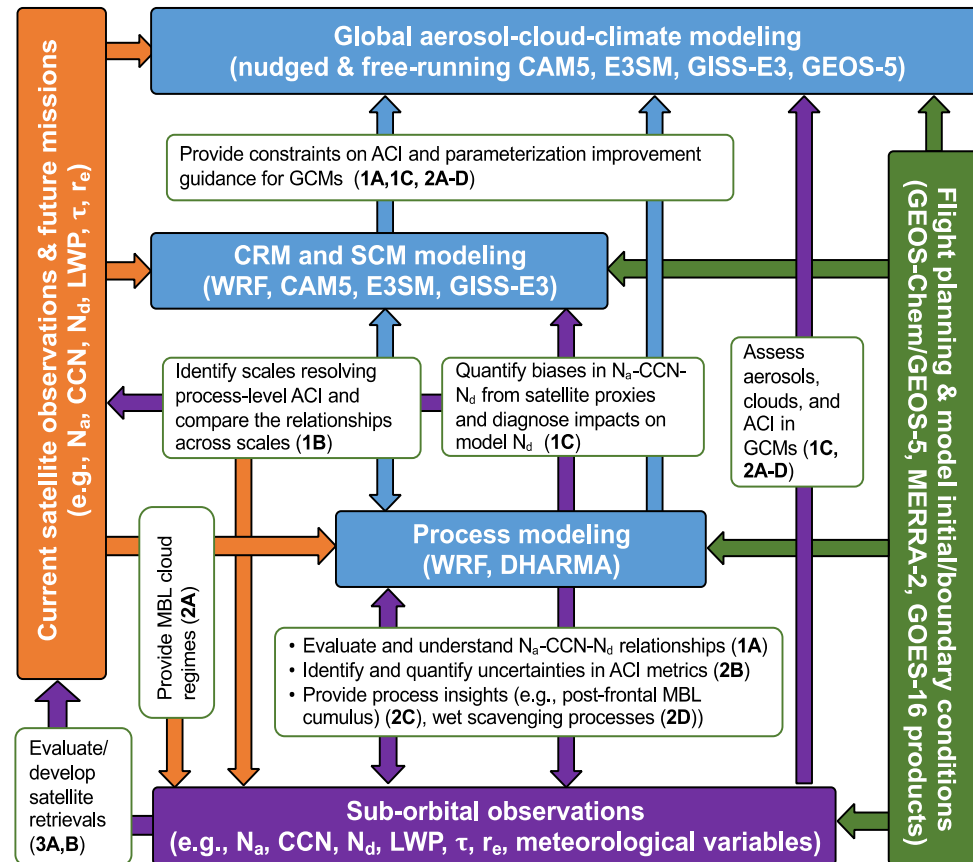 Global aerosol-cloud-climate modeling
(nudged & free-running CAM5, E3SM, GISS-E3, GEOS-5)
Current satellite observations & future missions
(e.g., Nₐ, CCN, N_d, LWP, τ, rₑ)
Flight planning & model initial/boundary conditions
(GEOS-Chem/GEOS-5, MERRA-2, GOES-16 products)
Provide constraints on ACI and parameterization improvement
guidance for GCMs (1A,1C, 2A-D)
CRM and SCM modeling
(WRF, CAM5, E3SM, GISS-E3)
Identify scales resolving
process-level ACI and
compare the relationships
across scales (1B)
Quantify biases in Nₐ-CCN-
N_d from satellite proxies
and diagnose impacts on
model N_d (1C)
Assess
aerosols,
clouds, and
ACI in
GCMs (1C,
2A-D)
Process modeling
(WRF, DHARMA)
Provide MBL cloud
regimes (2A)
• Evaluate and understand Nₐ-CCN-N_d relationships (1A)
• Identify and quantify uncertainties in ACI metrics (2B)
• Provide process insights (e.g., post-frontal MBL
cumulus) (2C), wet scavenging processes (2D))
Evaluate/
develop
satellite
retrievals
(3A,B)
Sub-orbital observations
(e.g., Nₐ, CCN, N_d, LWP, τ, rₑ, meteorological variables)